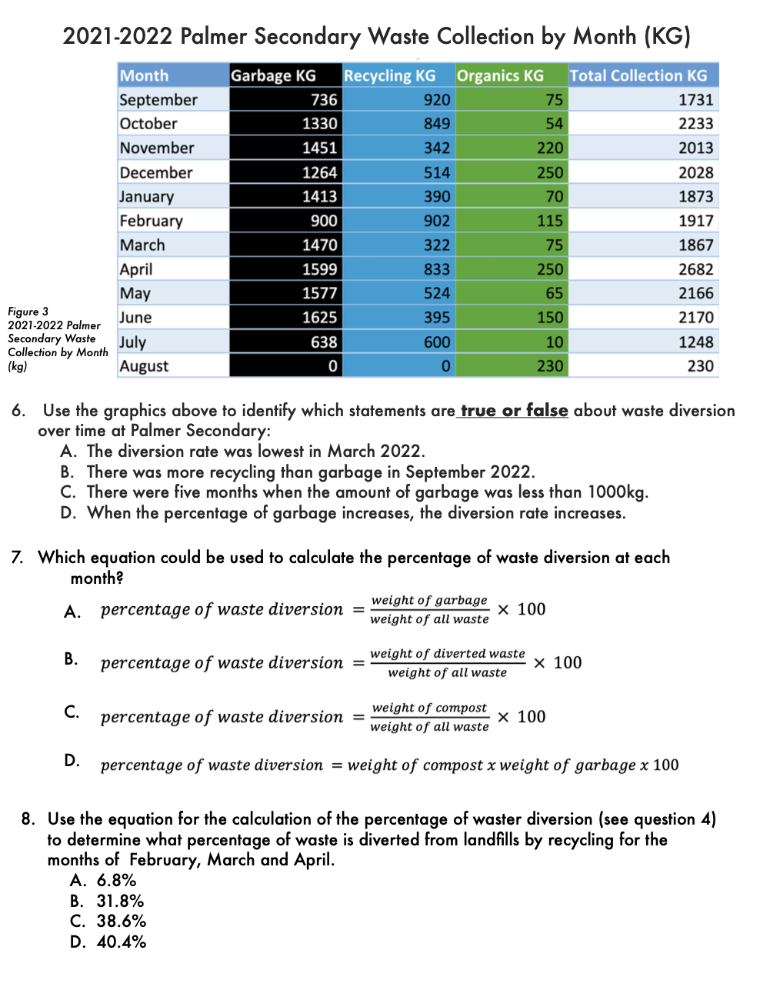 2021-2022 Palmer Secondary Waste Collection by Month (KG)
Month Garbage KG Recycling KG Organics KG Total Collection KG
September 736 920 75 1731
October 1330 849 54 2233
November 1451 342 220 2013
December 1264 514 250 2028
January 1413 390 70 1873
February 900 902 115 1917
March 1470 322 75 1867
April 1599 833 250 2682
May 1577 524 65 2166
June 1625 395 150 2170
July 638 600 10 1248
August 0 0 230 230
Figure 3
2021-2022 Palmer
Secondary Waste
Collection by Month
(kg)
6. Use the graphics above to identify which statements are true or false about waste diversion
over time at Palmer Secondary:
A. The diversion rate was lowest in March 2022.
B. There was more recycling than garbage in September 2022.
C. There were five months when the amount of garbage was less than 1000kg.
D. When the percentage of garbage increases, the diversion rate increases.
7. Which equation could be used to calculate the percentage of waste diversion at each
month?
A. percentage of waste diversion = weight of garbage / weight of all waste × 100
B. percentage of waste diversion = weight of diverted waste / weight of all waste × 100
C. percentage of waste diversion = weight of compost / weight of all waste × 100
D. percentage of waste diversion = weight of compost x weight of garbage x 100
8. Use the equation for the calculation of the percentage of waster diversion (see question 4)
to determine what percentage of waste is diverted from landfills by recycling for the
months of February, March and April.
A. 6.8%
B. 31.8%
C. 38.6%
D. 40.4%